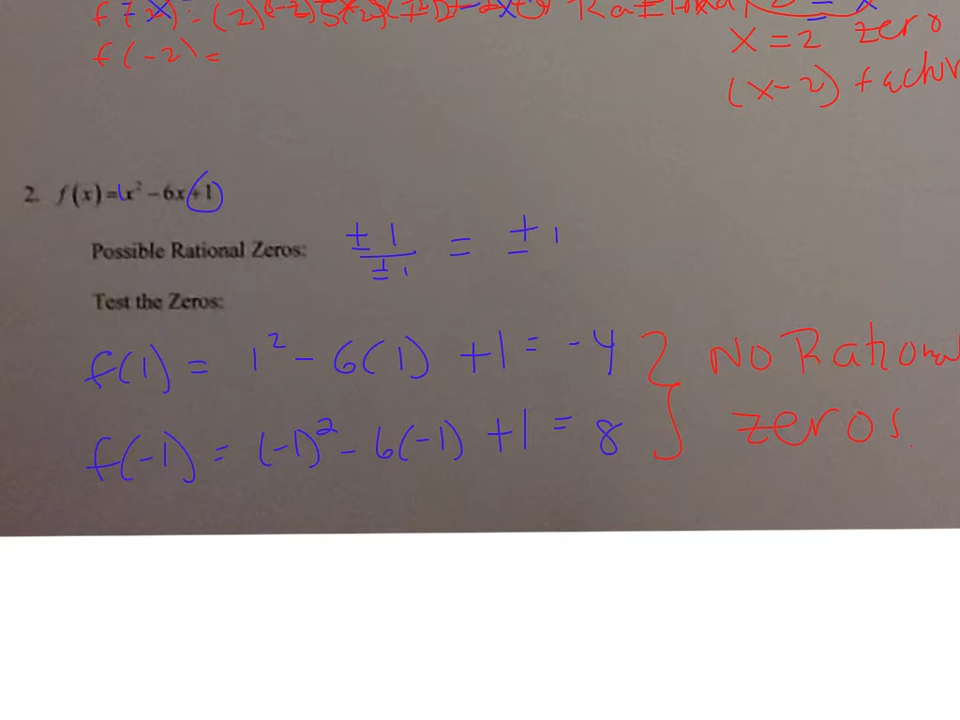 Rational
x = 2 zero
f(-2) =
(x-2) factor
2. f(x)=1x² - 6x+1
Possible Rational Zeros: ±1/±1 = ±1
Test the Zeros:
f(1) = 1² - 6(1) +1 = -4
f(-1) = (-1)² - 6(-1) +1 = 8
} No Rational
zeros.